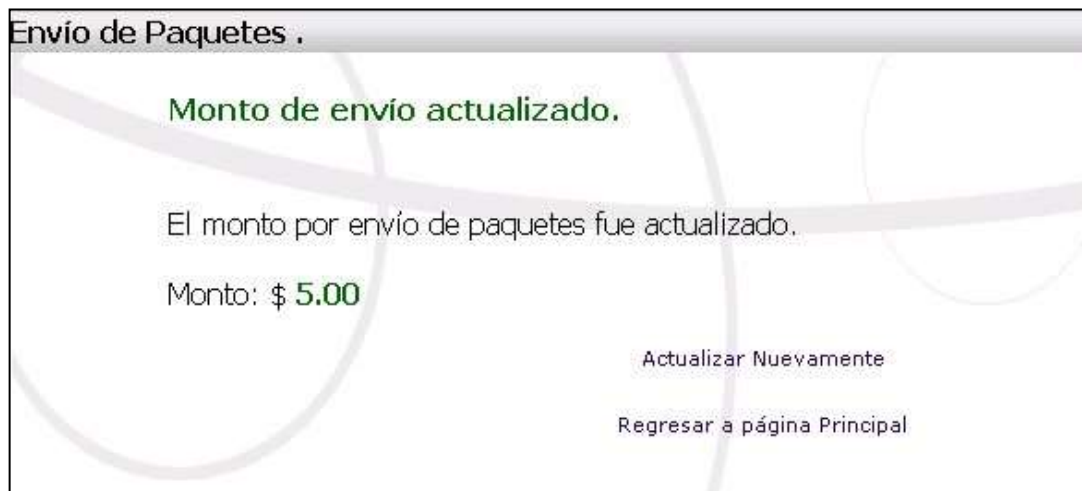 Envío de Paquetes .
Monto de envío actualizado.
El monto por envío de paquetes fue actualizado.
Monto: $ 5.00
Actualizar Nuevamente
Regresar a página Principal